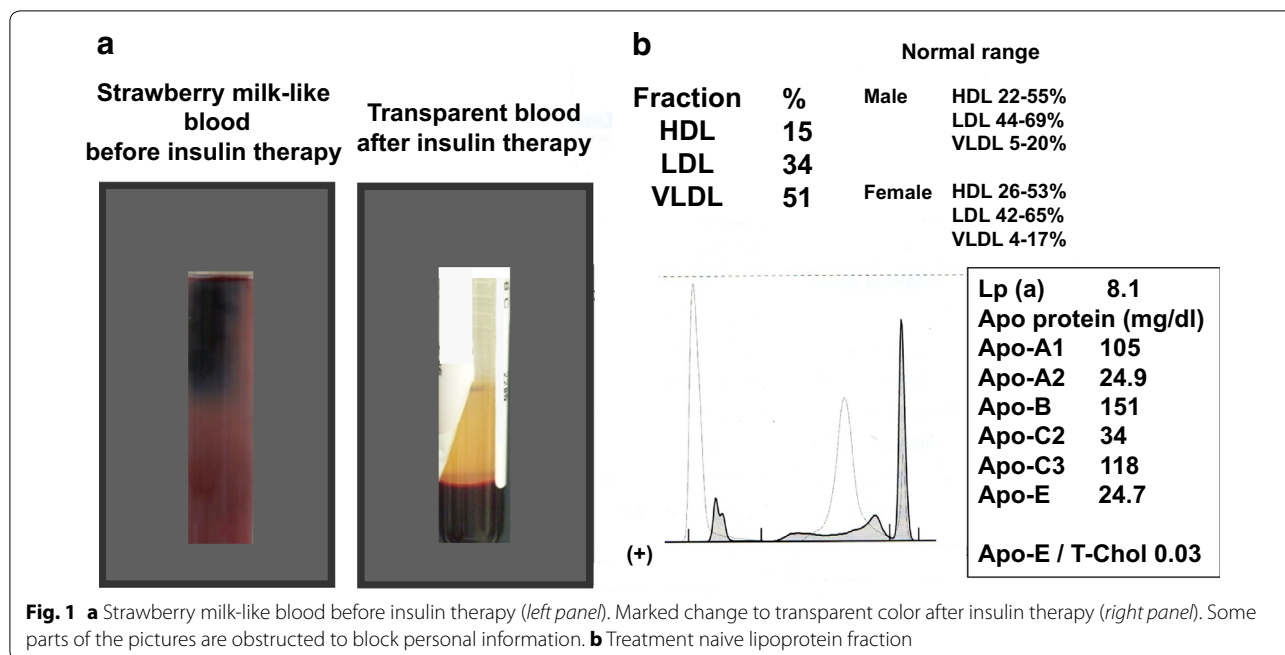 a
Strawberry milk-like
blood
before insulin therapy
Transparent blood
after insulin therapy
b
Normal range
Fraction %
HDL 15
LDL 34
VLDL 51
Male HDL 22-55%
LDL 44-69%
VLDL 5-20%
Female HDL 26-53%
LDL 42-65%
VLDL 4-17%
(+)
Lp (a) 8.1
Apo protein (mg/dl)
Apo-A1 105
Apo-A2 24.9
Apo-B 151
Apo-C2 34
Apo-C3 118
Apo-E 24.7
Apo-E / T-Chol 0.03
Fig. 1 a Strawberry milk-like blood before insulin therapy (left panel). Marked change to transparent color after insulin therapy (right panel). Some
parts of the pictures are obstructed to block personal information. b Treatment naive lipoprotein fraction